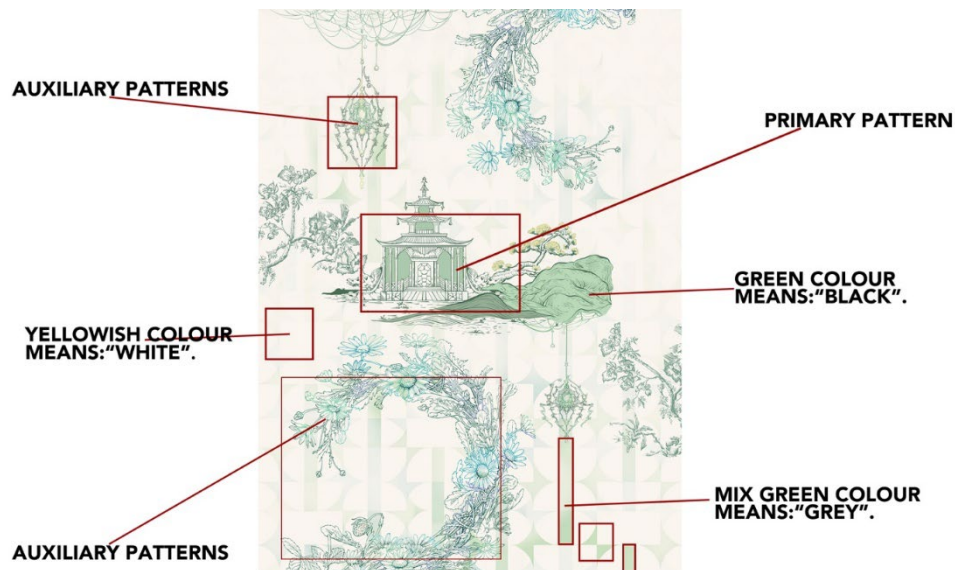 AUXILIARY PATTERNS
PRIMARY PATTERN
GREEN COLOUR
MEANS:"BLACK".
YELLOWISH COLOUR
MEANS:"WHITE".
MIX GREEN COLOUR
MEANS:"GREY".
AUXILIARY PATTERNS